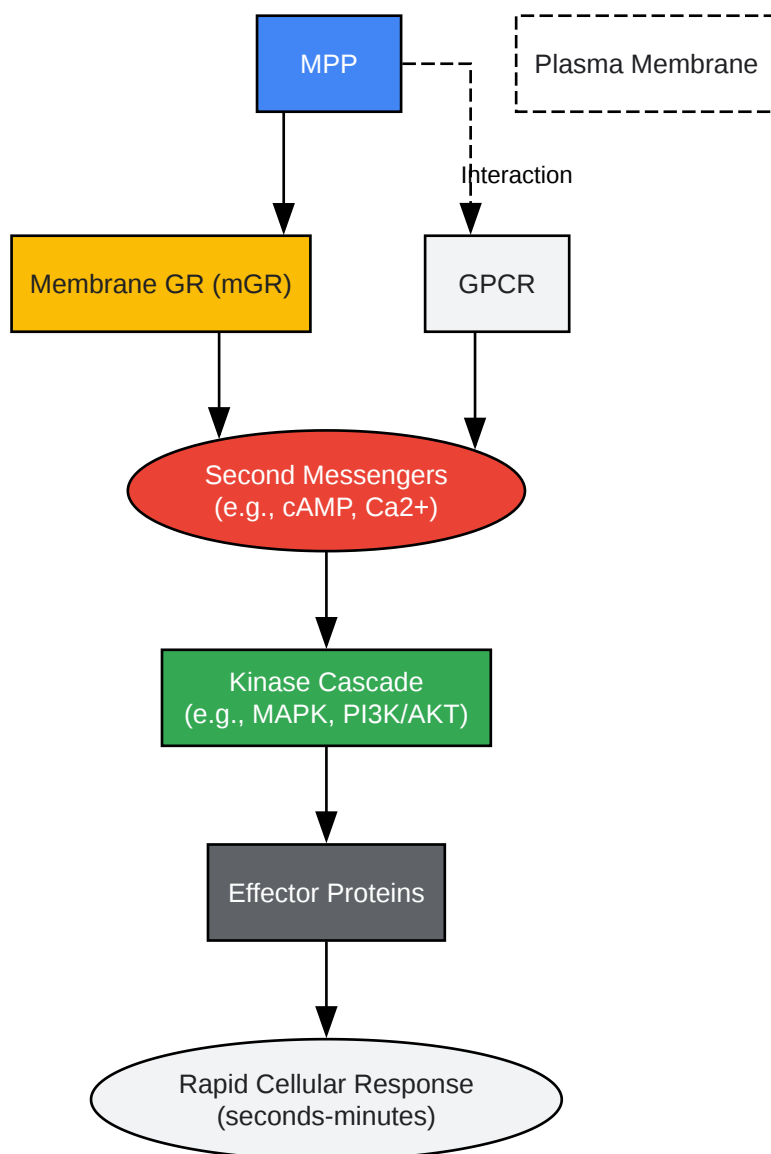 MPP
Plasma Membrane
Interaction
Membrane GR (mGR)
GPCR
Second Messengers
(e.g., cAMP, Ca2+)
Kinase Cascade
(e.g., MAPK, PI3K/AKT)
Effector Proteins
Rapid Cellular Response
(seconds-minutes)